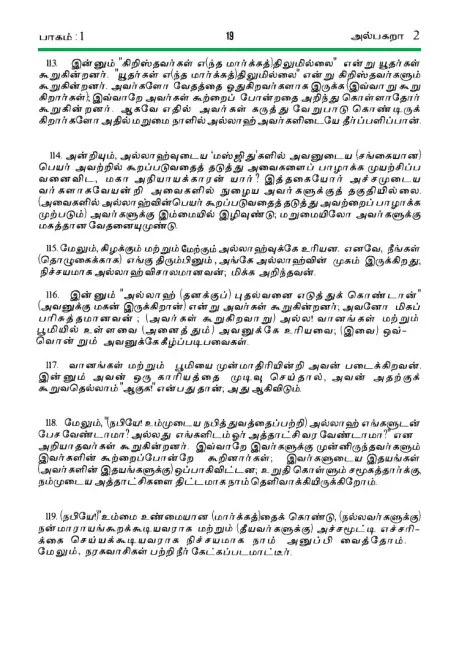 பாகம் : 1 19 அல்பகறா 2
113. இன்னும் "கிறிஸ்தவர்கள் எ(ந்த மார்க்கத்)திலுமில்லை" என்று யூதர்கள்
கூறுகின்றனர். "யூதர்கள் எ(ந்த மார்க்கத்)திலுமில்லை" என்று கிறிஸ்தவர்களும்
கூறுகின்றனர். அவர்களோ வேதத்தை ஓதுகிறவர்களாக இருக்க (இவ்வாறு கூறு
கிறார்கள்); இவ்வாறே அவர்கள் கூற்றைப் போன்றதை அறிந்து கொள்ளாதோர்
கூறுகின்றனர். ஆகவே எதில் அவர்கள் கருத்து வேறுபாடு கொண்டிருக்
கிறார்களோ அதில் மறுமை நாளில் அல்லாஹ் அவர்களிடையே தீர்ப்பளிப்பான்.
114. அன்றியும், அல்லாஹ்வுடைய 'மஸ்ஜிது'களில் அவனுடைய (சங்கையான)
பெயர் அவற்றில் கூறப்படுவதைத் தடுத்து அவைகளைப் பாழாக்க முயற்சிப்ப
வனைவிட, மகா அநியாயக்காரன் யார்? இத்தகையோர் அச்சமுடைய
வர்களாகவேயன்றி அவைகளில் நுழைய அவர்களுக்குத் தகுதியில்லை.
(அவைகளில் அல்லாஹ்வின் பெயர் கூறப்படுவதைத் தடுத்து அவற்றைப் பாழாக்க
முற்படும்) அவர்களுக்கு இம்மையில் இழிவுண்டு; மறுமையிலோ அவர்களுக்கு
மகத்தான வேதனையுமுண்டு.
115. மேலும், கிழக்கும் மற்றும் மேற்கும் அல்லாஹ்வுக்கே உரியன. எனவே, நீங்கள்
(தொழுகைக்காக) எங்கு திரும்பினும், அங்கே அல்லாஹ்வின் முகம் இருக்கிறது;
நிச்சயமாக அல்லாஹ் விசாலமானவன்; மிக்க அறிந்தவன்.
116. இன்னும் "அல்லாஹ் (தனக்குப்) புதல்வனை எடுத்துக் கொண்டான்"
(அவனுக்கு மகன் இருக்கிறான்) என்று அவர்கள் கூறுகின்றனர்; அவனோ மிகப்
பரிசுத்தமானவன்; (அவர்கள் கூறுகிறவாறு) அல்ல! வானங்கள் மற்றும்
பூமியில் உள்ளவை (அனைத்தும்) அவனுக்கே உரியவை; (இவை) ஒவ்-
வொன்றும் அவனுக்கே கீழ்ப்படிபவைகள்.
117. வானங்கள் மற்றும் பூமியை முன்மாதிரியின்றி அவன் படைக்கிறவன்.
இன்னும் அவன் ஒரு காரியத்தை முடிவு செய்தால், அவன் அதற்குக்
கூறுவதெல்லாம் "ஆகுக!" என்பது தான்; அது ஆகிவிடும்.
118. மேலும், "(நபியே! உம்முடைய நபித்துவத்தைப்பற்றி) அல்லாஹ் எங்களுடன்
பேச வேண்டாமா? அல்லது எங்களிடம் ஓர் அத்தாட்சி வர வேண்டாமா?" என
அறியாதவர்கள் கூறுகின்றனர். இவ்வாறே இவர்களுக்கு முன்னிருந்தவர்களும்
இவர்களின் கூற்றைப்போன்றே கூறினார்கள்; இவர்களுடைய இதயங்கள்
(அவர்களின் இதயங்களுக்கு) ஒப்பாகிவிட்டன; உறுதி கொள்ளும் சமூகத்தார்க்கு,
நம்முடைய அத்தாட்சிகளை திட்டமாக நாம் தெளிவாக்கியிருக்கிறோம்.
119. (நபியே!) "உம்மை உண்மையான (மார்க்கத்)தைக் கொண்டு, (நல்லவர்களுக்கு)
நன்மாராயங்கூறக்கூடியவராக மற்றும் (தீயவர்களுக்கு) அச்சமூட்டி எச்சரி-
க்கை செய்யக்கூடியவராக நிச்சயமாக நாம் அனுப்பி வைத்தோம்.
மேலும், நரகவாசிகள் பற்றி நீர் கேட்கப்படமாட்டீர்.